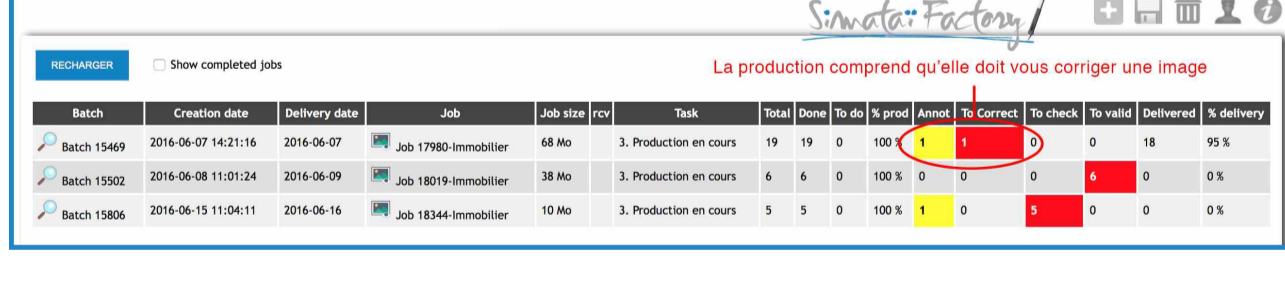 Simataï Factory
RECHARGER Show completed jobs
La production comprend qu'elle doit vous corriger une image
Batch Creation date Delivery date Job Job size rcv Task Total Done To do % prod Annot To Correct To check To valid Delivered % delivery
Batch 15469 2016-06-07 14:21:16 2016-06-07 Job 17980-Immobilier 68 Mo 3. Production en cours 19 19 0 100 % 1 1 0 0 18 95 %
Batch 15502 2016-06-08 11:01:24 2016-06-09 Job 18019-Immobilier 38 Mo 3. Production en cours 6 6 0 100 % 0 0 0 6 0 0 %
Batch 15806 2016-06-15 11:04:11 2016-06-16 Job 18344-Immobilier 10 Mo 3. Production en cours 5 5 0 100 % 1 0 5 0 0 0 %